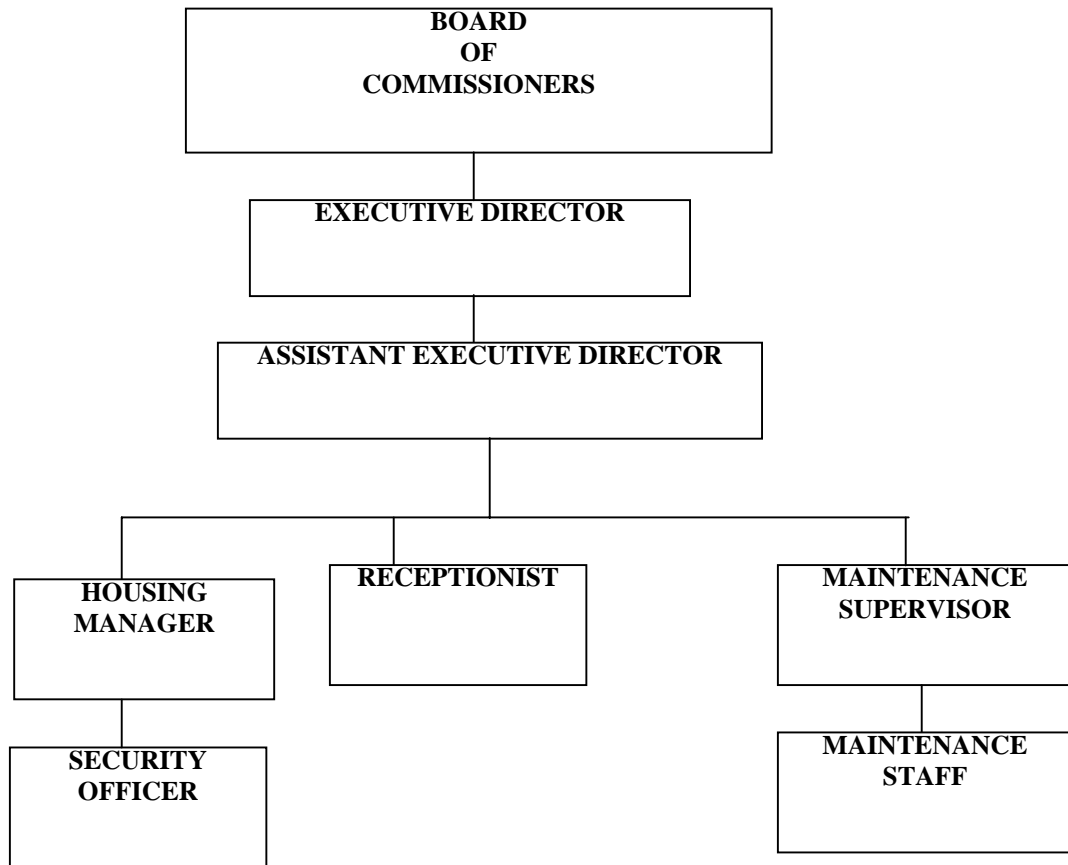 BOARD
OF
COMMISSIONERS
EXECUTIVE DIRECTOR
ASSISTANT EXECUTIVE DIRECTOR
HOUSING
MANAGER
RECEPTIONIST
MAINTENANCE
SUPERVISOR
SECURITY
OFFICER
MAINTENANCE
STAFF